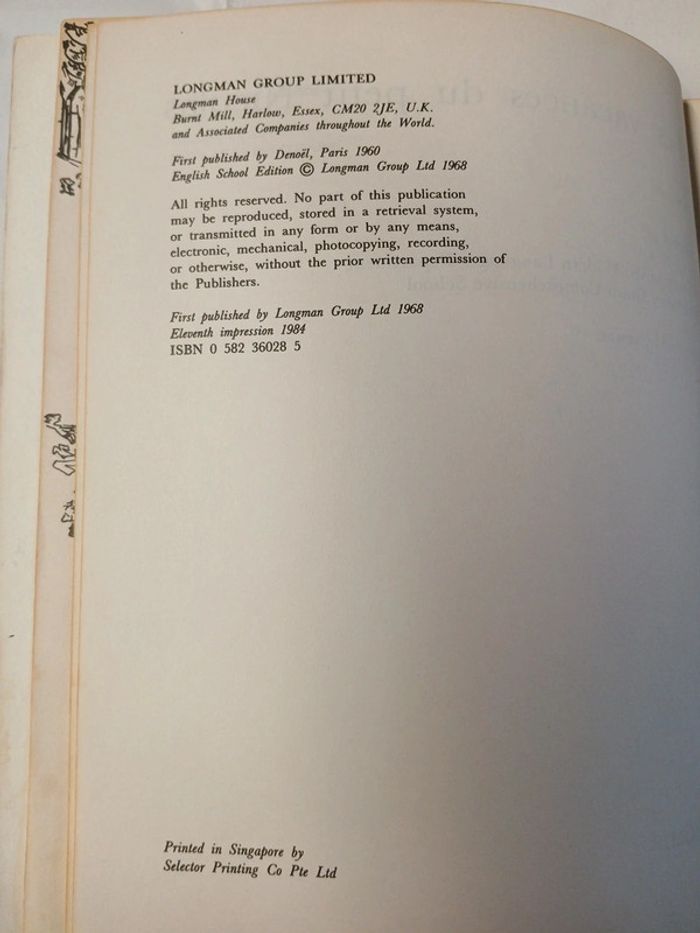 LONGMAN GROUP LIMITED
Longman House
Burnt Mill, Harlow, Essex, CM20 2JE, U.K.
and Associated Companies throughout the World.
First published by Denoël, Paris 1960
English School Edition © Longman Group Ltd 1968
All rights reserved. No part of this publication
may be reproduced, stored in a retrieval system,
or transmitted in any form or by any means,
electronic, mechanical, photocopying, recording,
or otherwise, without the prior written permission of
the Publishers.
First published by Longman Group Ltd 1968
Eleventh impression 1984
ISBN 0 582 36028 5
Printed in Singapore by
Selector Printing Co Pte Ltd